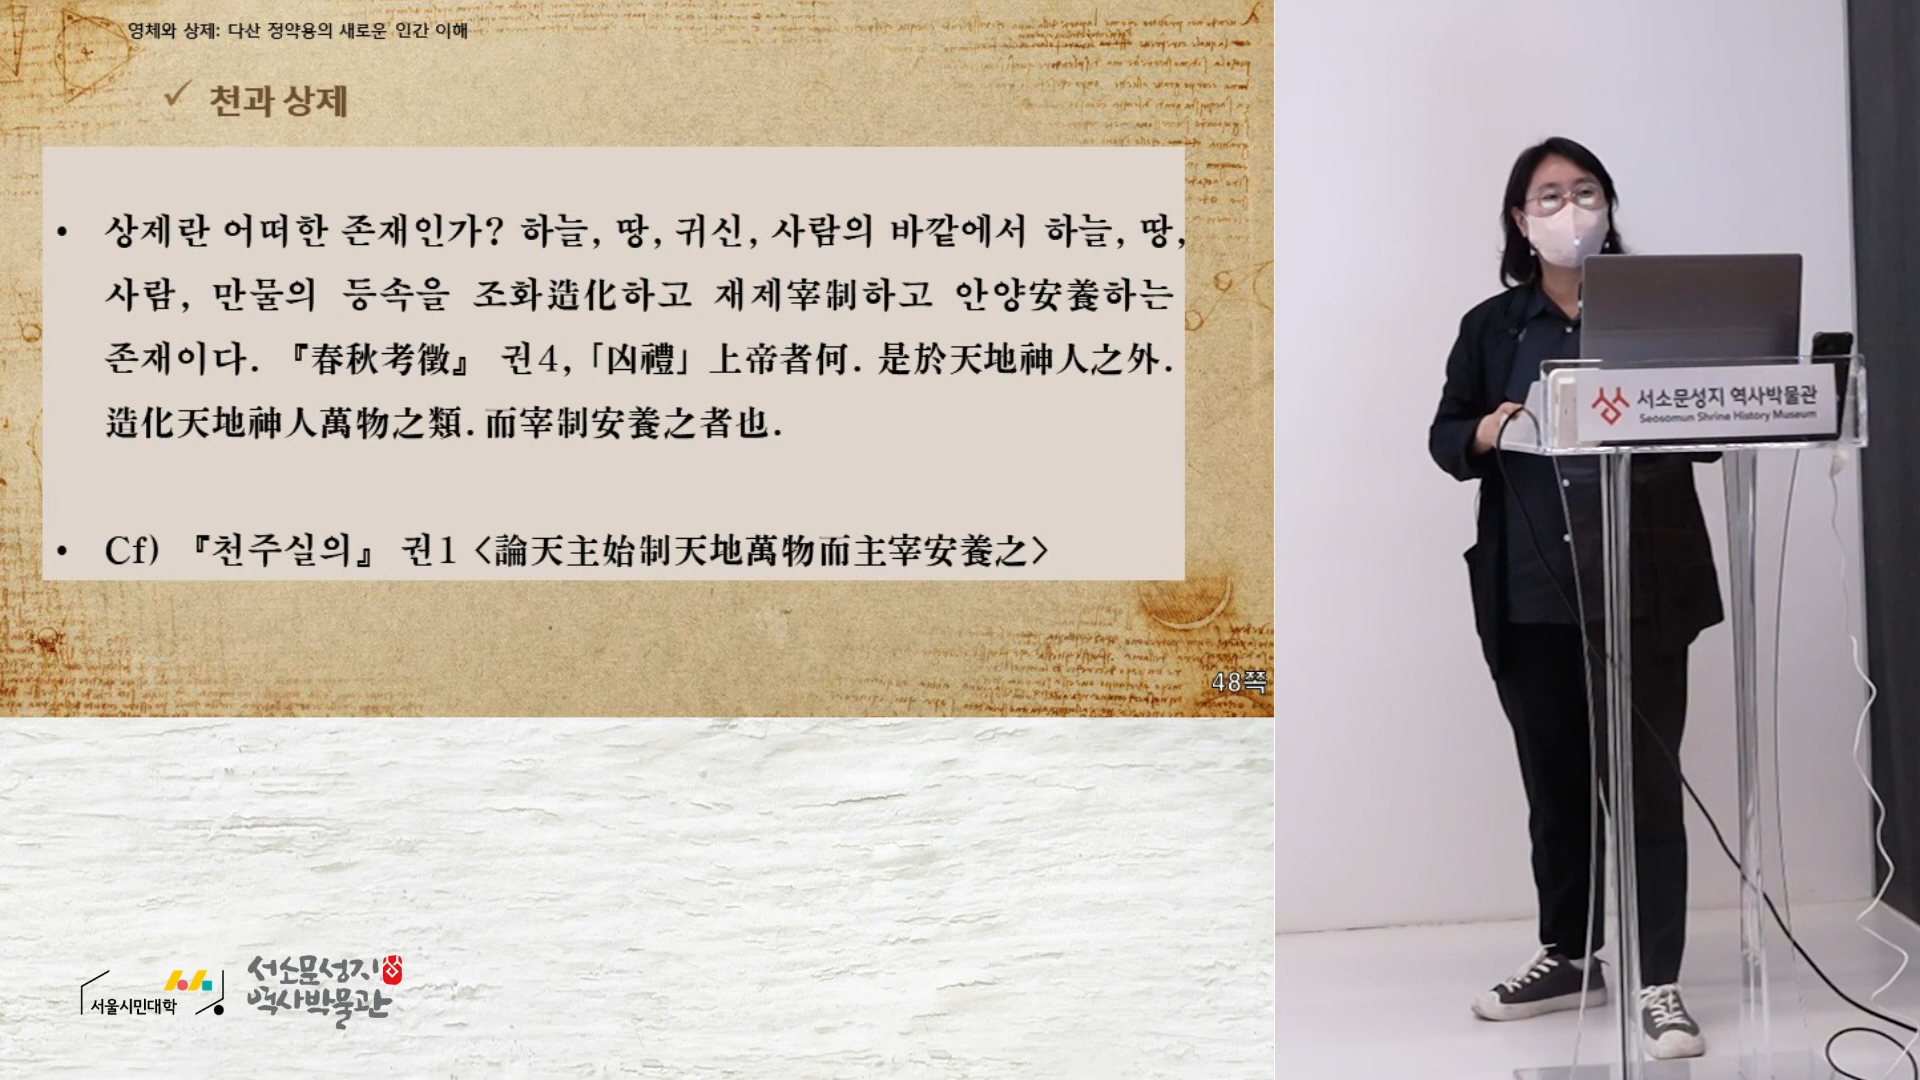 영체와 상제: 다산 정약용의 새로운 인간 이해
✓ 천과 상제
• 상제란 어떠한 존재인가? 하늘, 땅, 귀신, 사람의 바깥에서 하늘, 땅,
사람, 만물의 등속을 조화造化하고 재제宰制하고 안양安養하는
존재이다. 『春秋考徵』 권4,「凶禮」上帝者何. 是於天地神人之外.
造化天地神人萬物之類. 而宰制安養之者也.
• Cf) 『천주실의』 권1 <論天主始制天地萬物而主宰安養之>
48쪽
서울시민대학
서소문성지
역사박물관
서소문성지 역사박물관
Seosomun Shrine History Museum